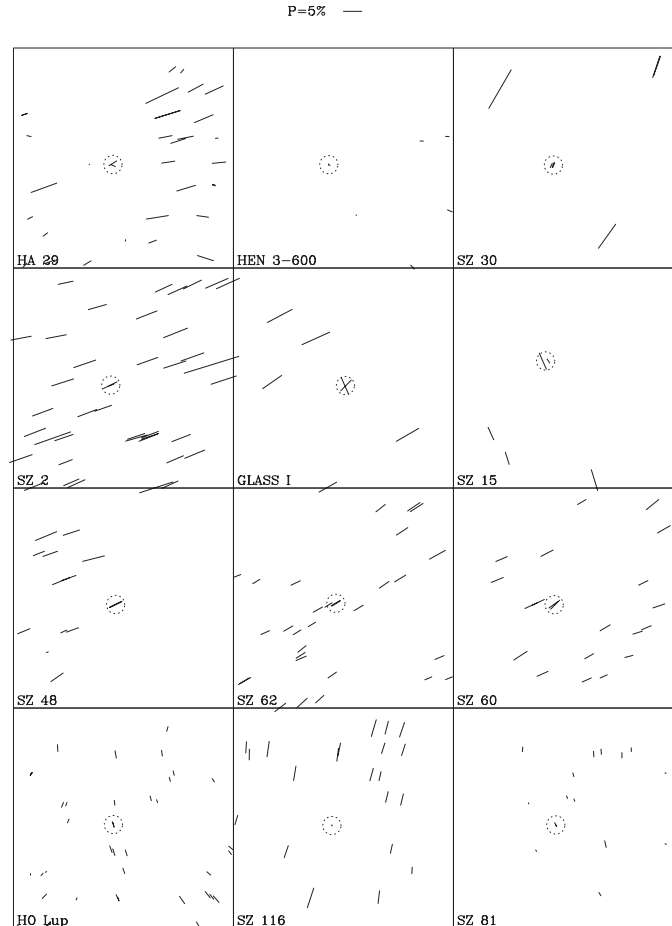 P=5%
HA 29
HEN 3-600
SZ 30
SZ 2
GLASS I
SZ 15
SZ 48
SZ 62
SZ 60
HO Lup
SZ 116
SZ 81